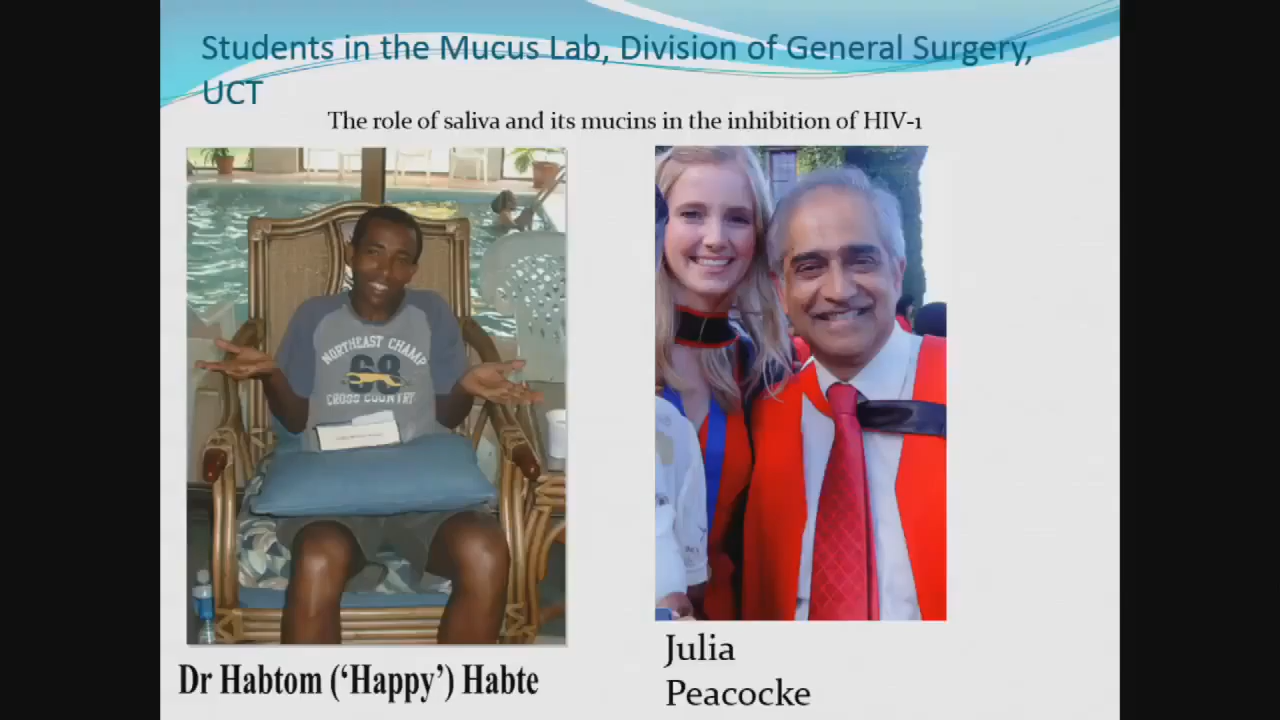 Students in the Mucus Lab, Division of General Surgery,
UCT
The role of saliva and its mucins in the inhibition of HIV-1
NORTHEAST CHAMP
68
CROSS COUNTRY
Dr Habtom (‘Happy’) Habte
Julia
Peacocke